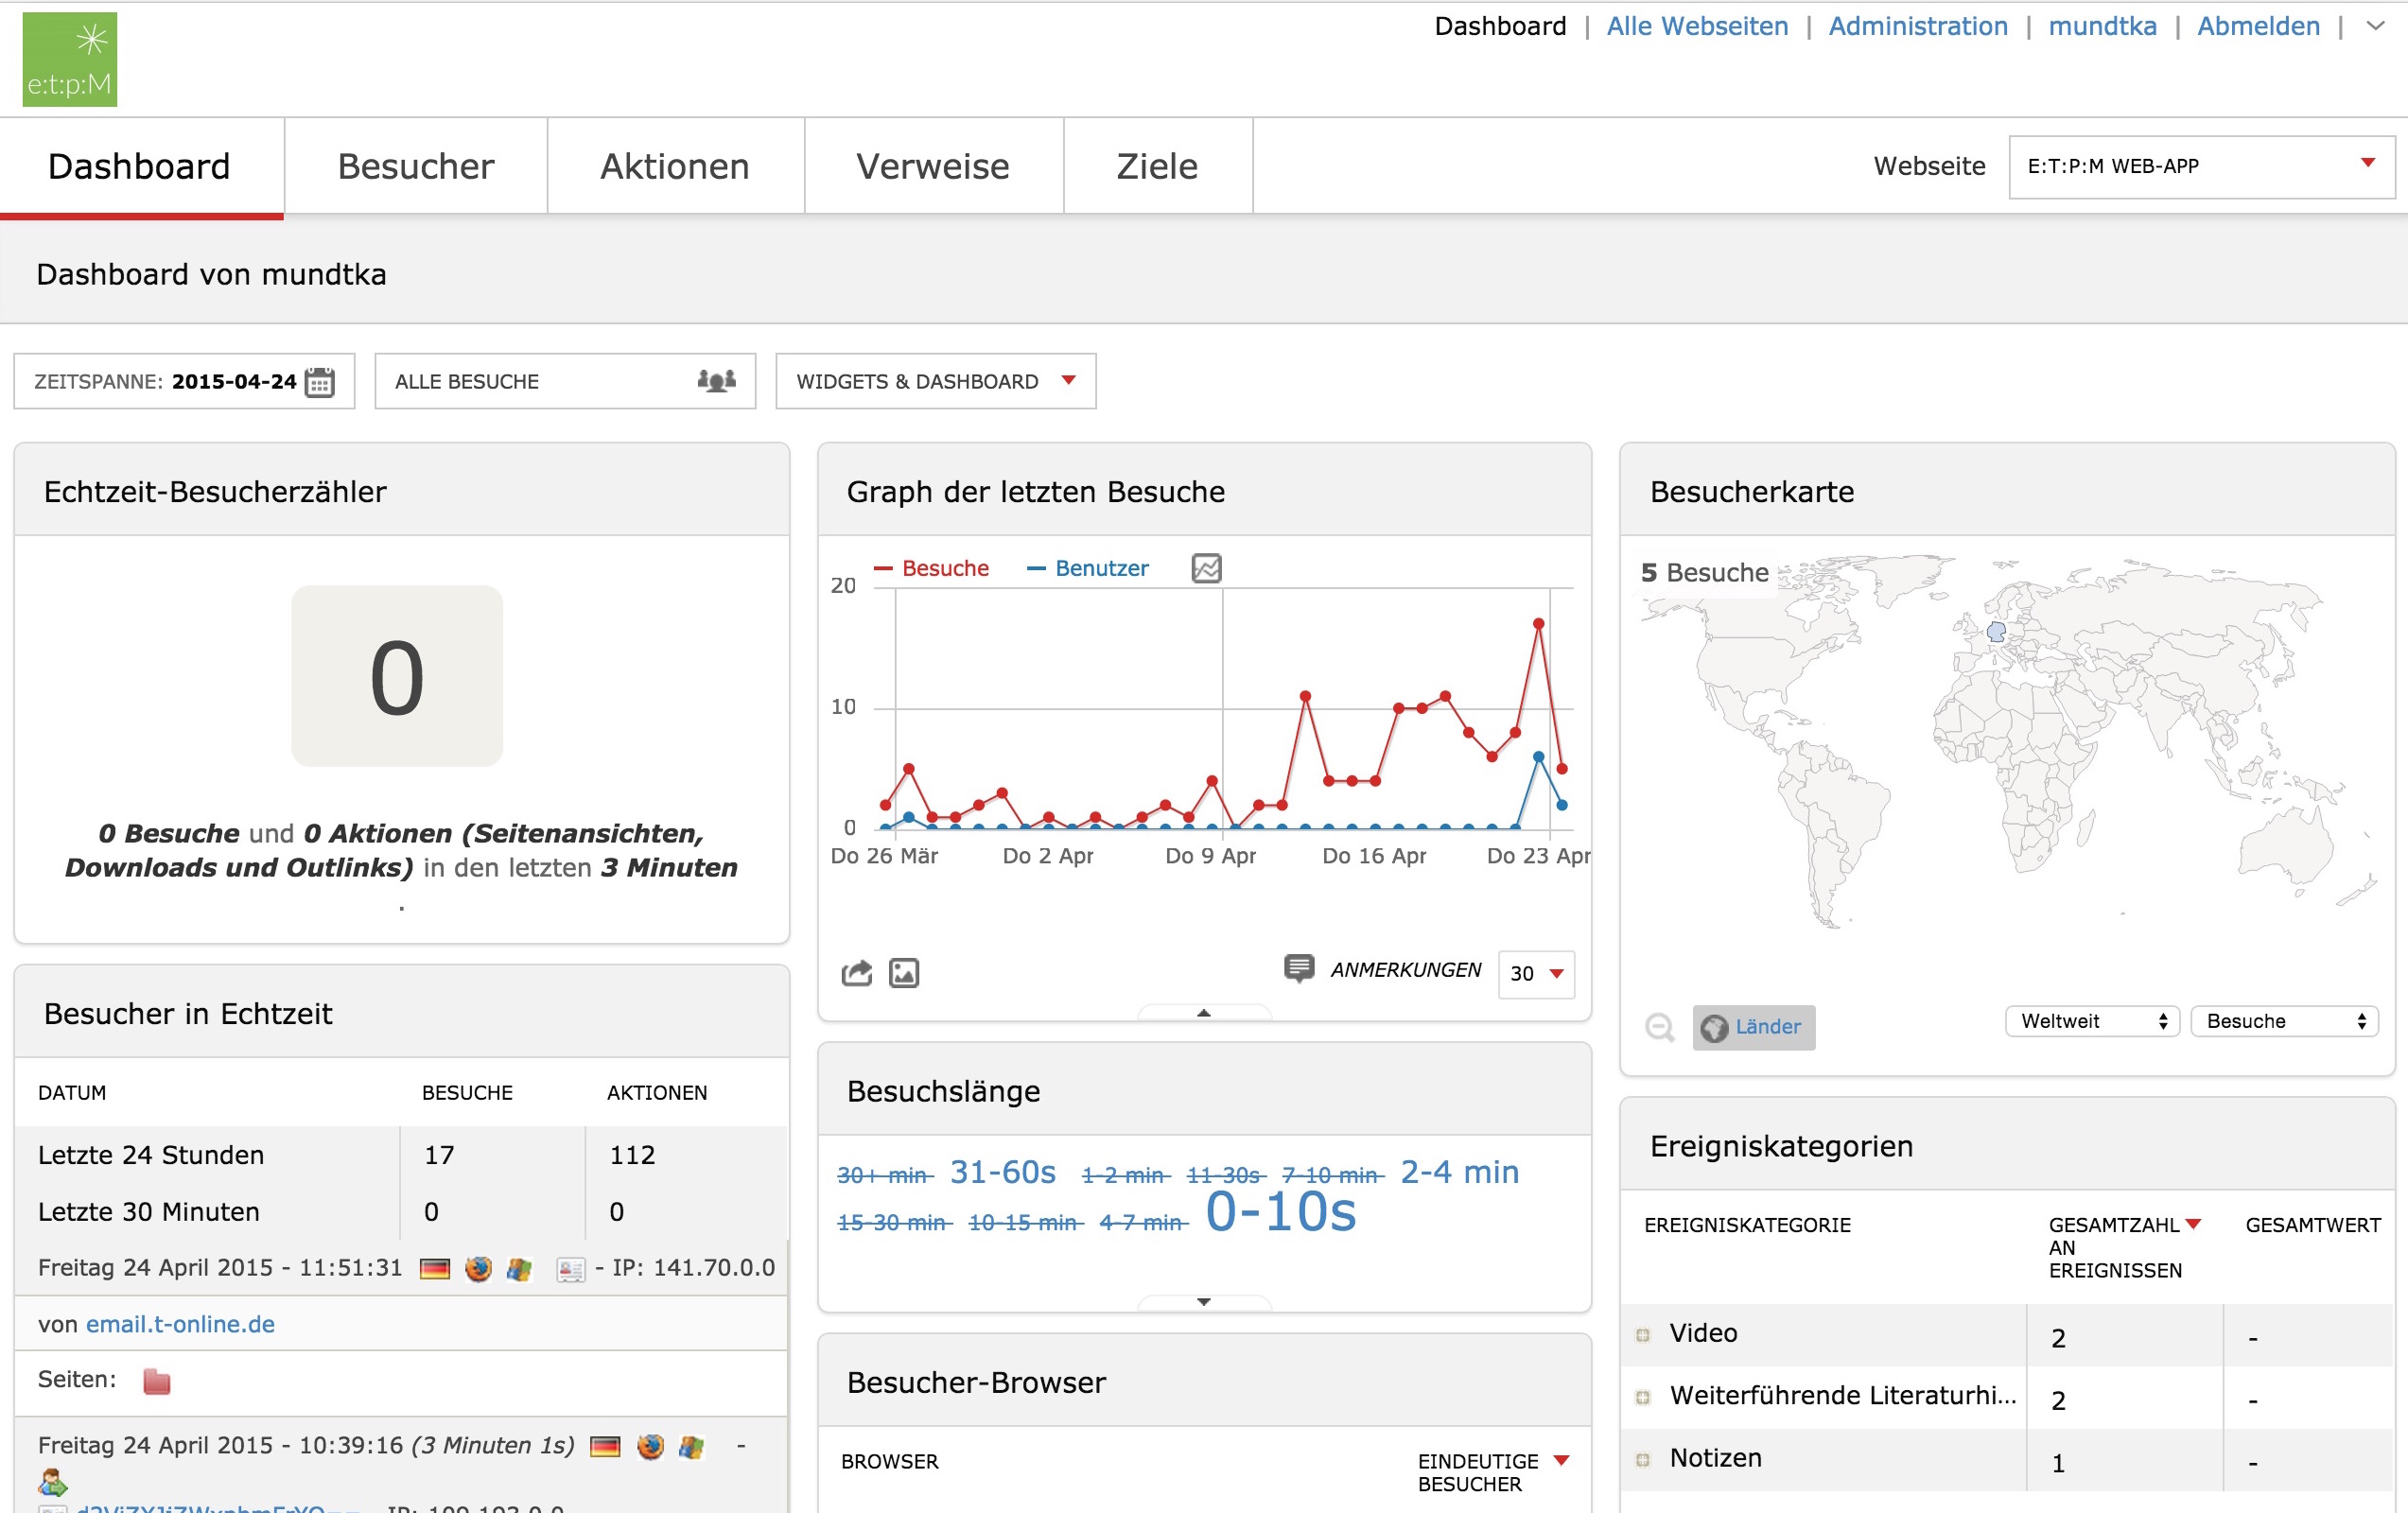 Dashboard | Alle Webseiten | Administration | mundtka | Abmelden |
e:t:p:M
Dashboard Besucher Aktionen Verweise Ziele
Webseite E:T:P:M WEB-APP
Dashboard von mundtka
ZEITSPANNE: 2015-04-24
ALLE BESUCHE
WIDGETS & DASHBOARD
Echtzeit-Besucherzähler
0
0 Besuche und 0 Aktionen (Seitenansichten,
Downloads und Outlinks) in den letzten 3 Minuten
.
Besucher in Echtzeit
DATUM BESUCHE AKTIONEN
Letzte 24 Stunden 17 112
Letzte 30 Minuten 0 0
Freitag 24 April 2015 - 11:51:31 - IP: 141.70.0.0
von email.t-online.de
Seiten:
Freitag 24 April 2015 - 10:39:16 (3 Minuten 1s) -
IP: 109.193.0.0
Graph der letzten Besuche
Besuche Benutzer
20
10
0
Do 26 Mär Do 2 Apr Do 9 Apr Do 16 Apr Do 23 Apr
ANMERKUNGEN 30
Besuchslänge
30+ min 31-60s 1-2 min 11-30s 7-10 min 2-4 min
15-30 min 10-15 min 4-7 min 0-10s
Besucher-Browser
BROWSER EINDEUTIGE
BESUCHER
Besucherkarte
5 Besuche
Länder Weltweit Besuche
Ereigniskategorien
EREIGNISKATEGORIE GESAMTZAHL GESAMTWERT
AN
EREIGNISSEN
Video 2 -
Weiterführende Literaturhi... 2 -
Notizen 1 -